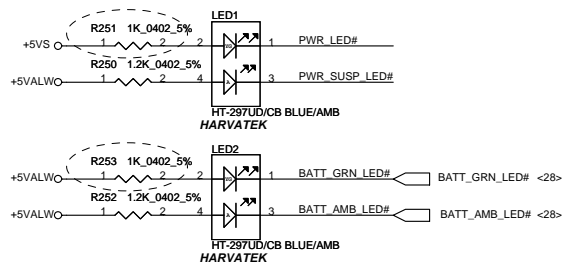 LED1
R251 1K_0402_5%
+5VS 1 2 2 1 PWR_LED#
R250 1.2K_0402_5%
+5VALW 1 2 4 3 PWR_SUSP_LED#
HT-297UD/CB BLUE/AMB
HARVATEK
LED2
R253 1K_0402_5%
+5VALW 1 2 2 1 BATT_GRN_LED# BATT_GRN_LED# <28>
R252 1.2K_0402_5%
+5VALW 1 2 4 3 BATT_AMB_LED# BATT_AMB_LED# <28>
HT-297UD/CB BLUE/AMB
HARVATEK